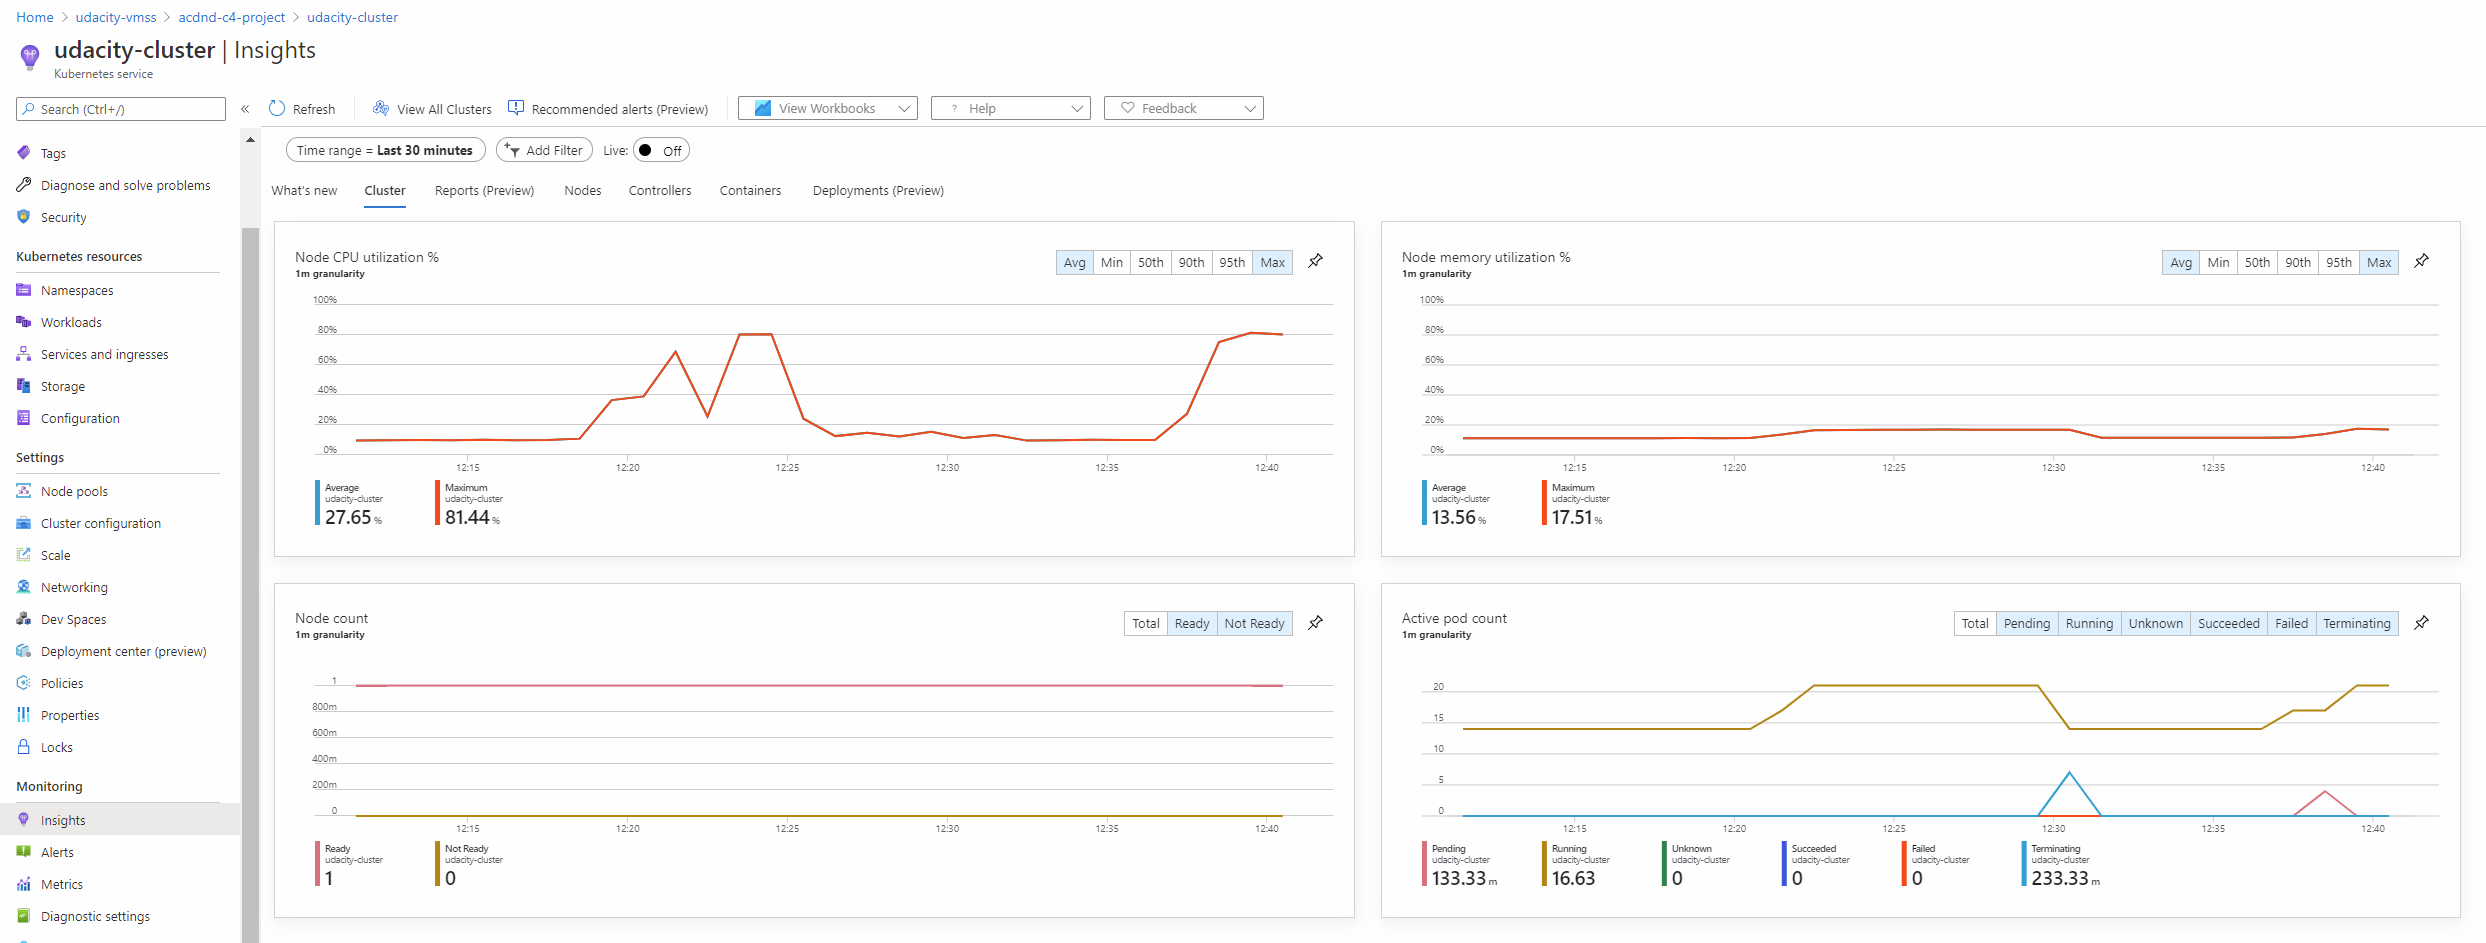 Home > udacity-vmss > acdnd-c4-project > udacity-cluster
udacity-cluster | Insights
Kubernetes service
Search (Ctrl+/)
«
Refresh
View All Clusters
Recommended alerts (Preview)
View Workbooks
? Help
Feedback
Tags
Diagnose and solve problems
Security
Kubernetes resources
Namespaces
Workloads
Services and ingresses
Storage
Configuration
Settings
Node pools
Cluster configuration
Scale
Networking
Dev Spaces
Deployment center (preview)
Policies
Properties
Locks
Monitoring
Insights
Alerts
Metrics
Diagnostic settings
Time range = Last 30 minutes
Add Filter
Live: Off
What's new
Cluster
Reports (Preview)
Nodes
Controllers
Containers
Deployments (Preview)
Node CPU utilization %
1m granularity
Avg Min 50th 90th 95th Max
100%
80%
60%
40%
20%
0%
12:15 12:20 12:25 12:30 12:35 12:40
Average
udacity-cluster
27.65 %
Maximum
udacity-cluster
81.44 %
Node memory utilization %
1m granularity
Avg Min 50th 90th 95th Max
100%
80%
60%
40%
20%
0%
12:15 12:20 12:25 12:30 12:35 12:40
Average
udacity-cluster
13.56 %
Maximum
udacity-cluster
17.51 %
Node count
1m granularity
Total Ready Not Ready
1
800m
600m
400m
200m
0
12:15 12:20 12:25 12:30 12:35 12:40
Ready
udacity-cluster
1
Not Ready
udacity-cluster
0
Active pod count
1m granularity
Total Pending Running Unknown Succeeded Failed Terminating
20
15
10
5
0
12:15 12:20 12:25 12:30 12:35 12:40
Pending
udacity-cluster
133.33 m
Running
udacity-cluster
16.63
Unknown
udacity-cluster
0
Succeeded
udacity-cluster
0
Failed
udacity-cluster
0
Terminating
udacity-cluster
233.33 m